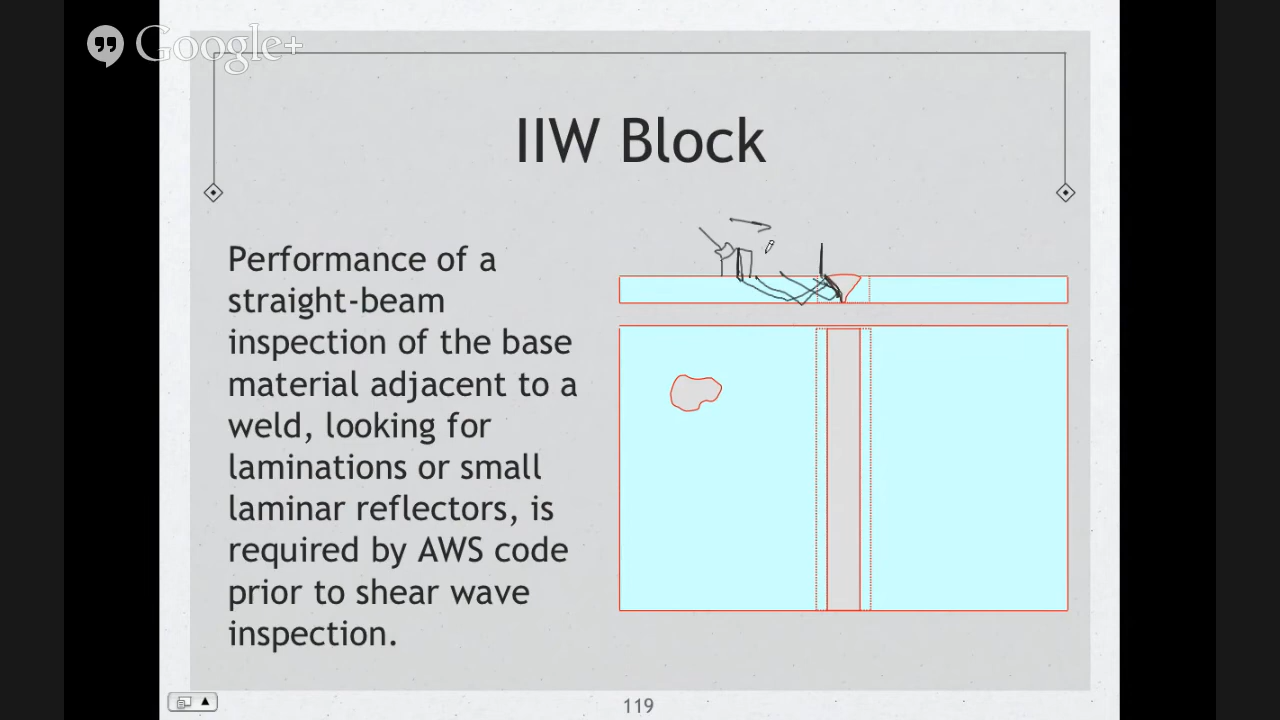 Google+
IIW Block
Performance of a
straight-beam
inspection of the base
material adjacent to a
weld, looking for
laminations or small
laminar reflectors, is
required by AWS code
prior to shear wave
inspection.
119